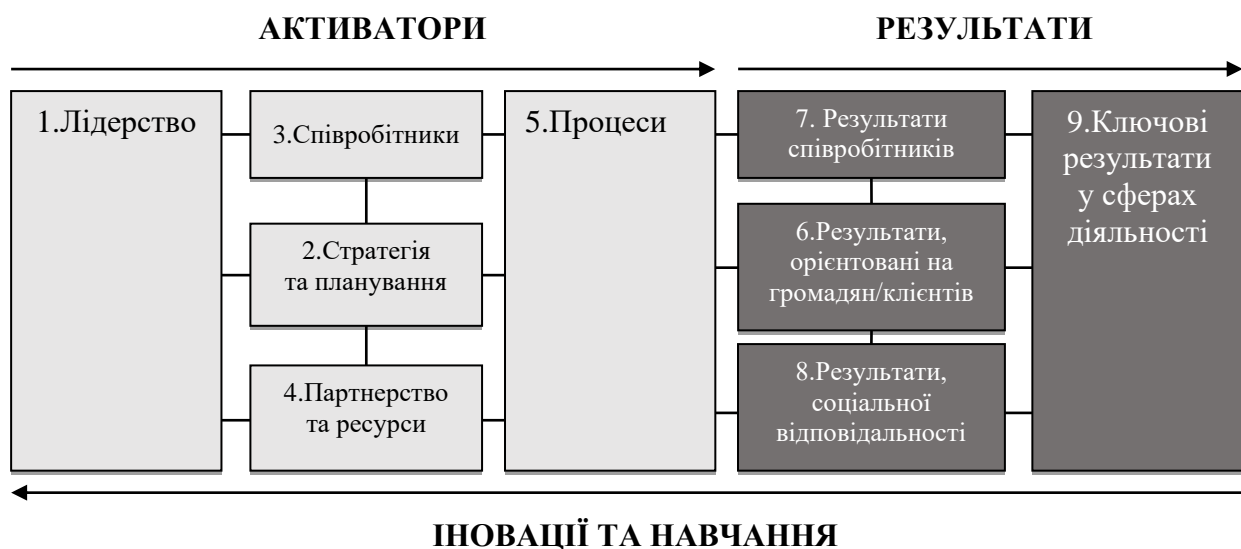 АКТИВАТОРИ
РЕЗУЛЬТАТИ
1.Лідерство
3.Співробітники
2.Стратегія
та планування
4.Партнерство
та ресурси
5.Процеси
7. Результати
співробітників
6.Результати,
орієнтовані на
громадян/клієнтів
8.Результати,
соціальної
відповідальності
9.Ключові
результати
у сферах
діяльності
ІНОВАЦІЇ ТА НАВЧАННЯ